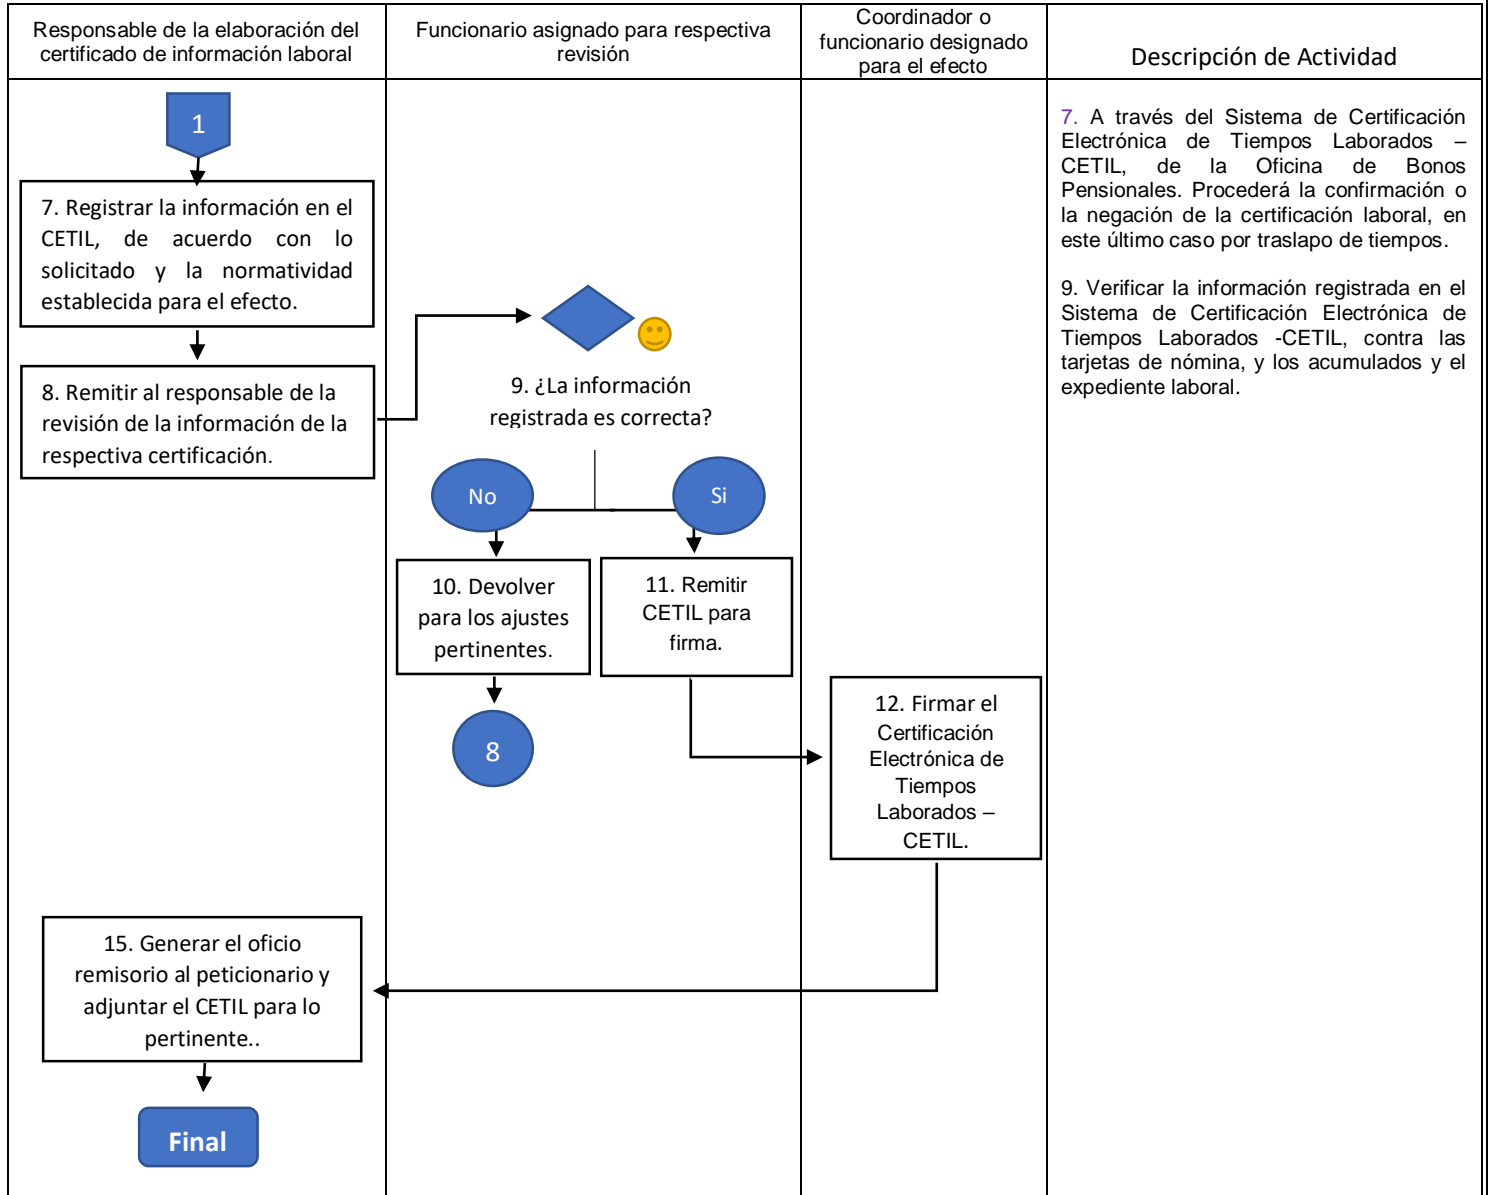 Responsable de la elaboración del
certificado de información laboral
Funcionario asignado para respectiva
revisión
Coordinador o
funcionario designado
para el efecto
Descripción de Actividad
1
7. Registrar la información en el
CETIL, de acuerdo con lo
solicitado y la normatividad
establecida para el efecto.
8. Remitir al responsable de la
revisión de la información de la
respectiva certificación.
9. ¿La información
registrada es correcta?
No
Si
10. Devolver
para los ajustes
pertinentes.
11. Remitir
CETIL para
firma.
8
12. Firmar el
Certificación
Electrónica de
Tiempos
Laborados –
CETIL.
15. Generar el oficio
remisorio al peticionario y
adjuntar el CETIL para lo
pertinente..
Final
7. A través del Sistema de Certificación
Electrónica de Tiempos Laborados –
CETIL, de la Oficina de Bonos
Pensionales. Procederá la confirmación o
la negación de la certificación laboral, en
este último caso por traslapo de tiempos.
9. Verificar la información registrada en el
Sistema de Certificación Electrónica de
Tiempos Laborados -CETIL, contra las
tarjetas de nómina, y los acumulados y el
expediente laboral.